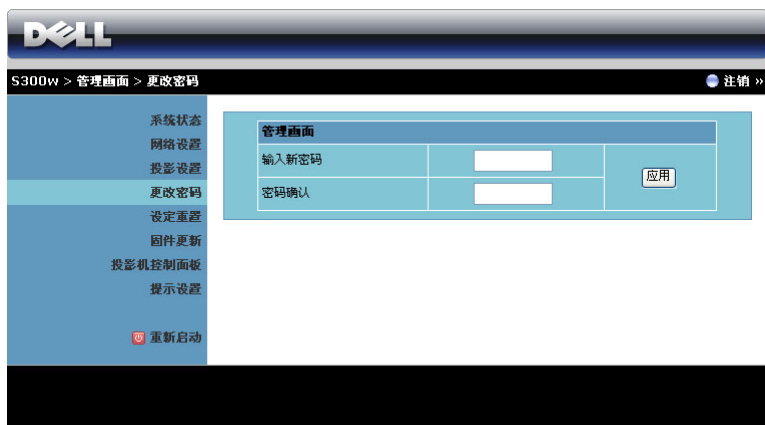 DELL
S300w > 管理画面 > 更改密码
注销 »
系统状态
网络设置
投影设置
更改密码
设定重置
固件更新
投影机控制面板
提示设置
重新启动
管理画面
输入新密码
密码确认
应用